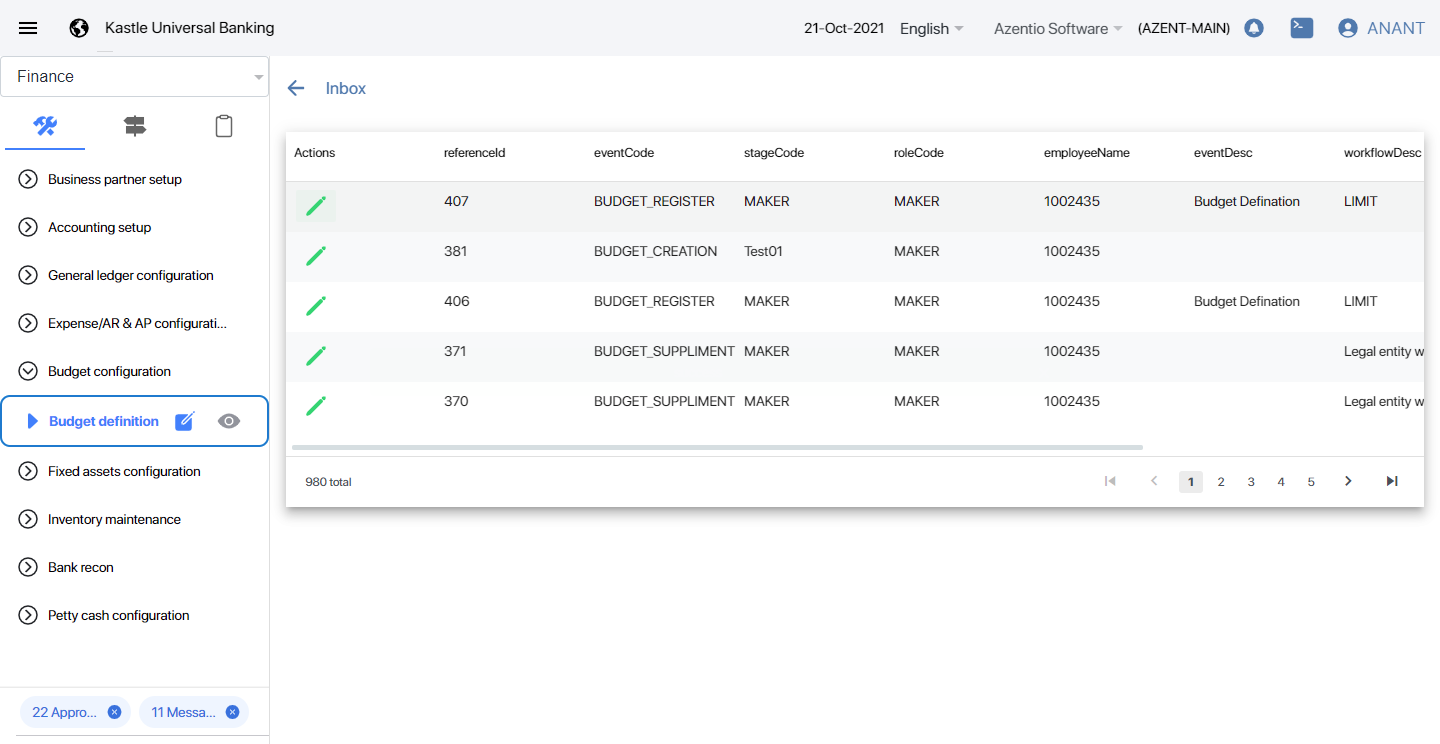 Kastle Universal Banking
21-Oct-2021 English Azentio Software (AZENT-MAIN) ANANT
Finance
Business partner setup
Accounting setup
General ledger configuration
Expense/AR & AP configurati...
Budget configuration
Budget definition
Fixed assets configuration
Inventory maintenance
Bank recon
Petty cash configuration
22 Appro... 11 Messa...
Inbox
Actions referenceId eventCode stageCode roleCode employeeName eventDesc workflowDesc
407 BUDGET_REGISTER MAKER MAKER 1002435 Budget Defination LIMIT
381 BUDGET_CREATION Test01 MAKER 1002435
406 BUDGET_REGISTER MAKER MAKER 1002435 Budget Defination LIMIT
371 BUDGET_SUPPLIMENT MAKER MAKER 1002435 Legal entity w
370 BUDGET_SUPPLIMENT MAKER MAKER 1002435 Legal entity w
980 total 1 2 3 4 5